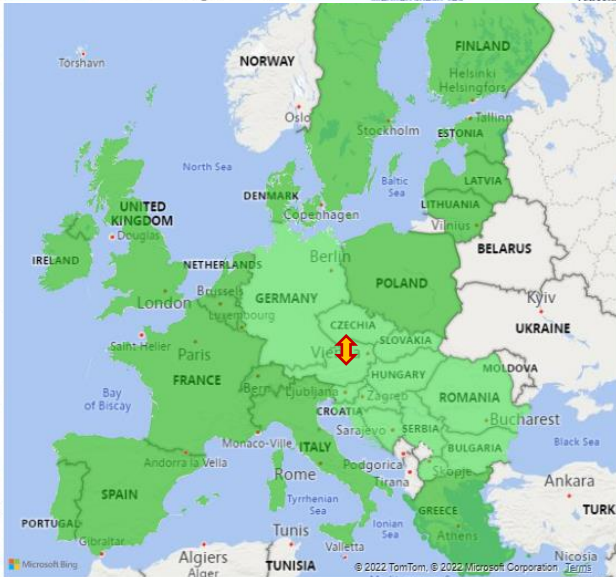 Torshavn
NORWAY
FINLAND
Helsinki
Helsingfors
Oslo
Stockholm
Tallinn
ESTONIA
North Sea
Baltic
Sea
LATVIA
DENMARK
Copenhagen
LITHUANIA
Vilnius
UNITED
KINGDOM
Douglas
BELARUS
IRELAND
NETHERLANDS
Berlin
POLAND
London
Brussels
GERMANY
Kyiv
Luxembourg
CZECHIA
UKRAINE
Saint Helier
Paris
SLOVAKIA
MOLDOVA
FRANCE
Bern
HUNGARY
Ljubljana
Zagreb
ROMANIA
Bay
of Biscay
CROATIA
SERBIA
Bucharest
Monaco-Ville
Sarajevo
BULGARIA
Black Sea
Andorra la Vella
ITALY
Podgorica
Skopje
Rome
Tirana
Ankara
SPAIN
Tyrrhenian
Sea
GREECE
TURK
PORTUGAL
Ionian
Sea
Athens
Gibraltar
Tunis
Valletta
Nicosia
Algiers
Alger
TUNISIA
Microsoft Bing
© 2022 TomTom, © 2022 Microsoft Corporation Terms